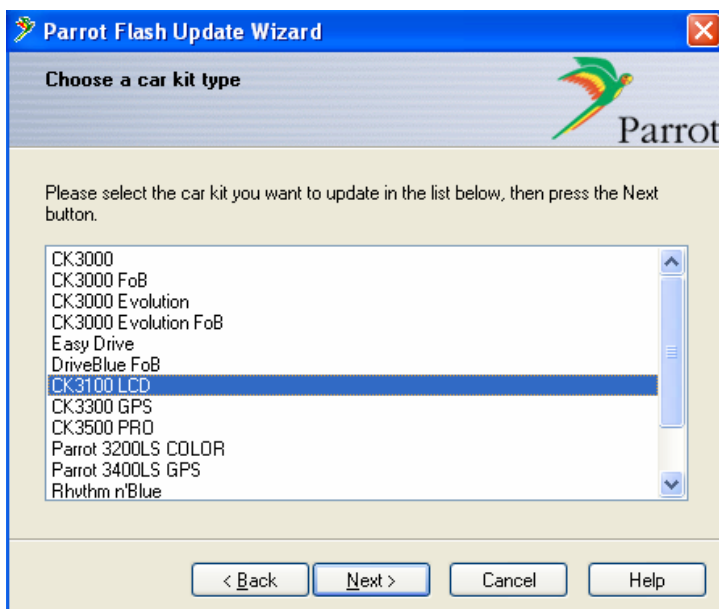 Parrot Flash Update Wizard
Choose a car kit type
Parrot
Please select the car kit you want to update in the list below, then press the Next
button.
CK3000
CK3000 FoB
CK3000 Evolution
CK3000 Evolution FoB
Easy Drive
DriveBlue FoB
CK3100 LCD
CK3300 GPS
CK3500 PRO
Parrot 3200LS COLOR
Parrot 3400LS GPS
Rhythm n'Blue
< Back
Next >
Cancel
Help